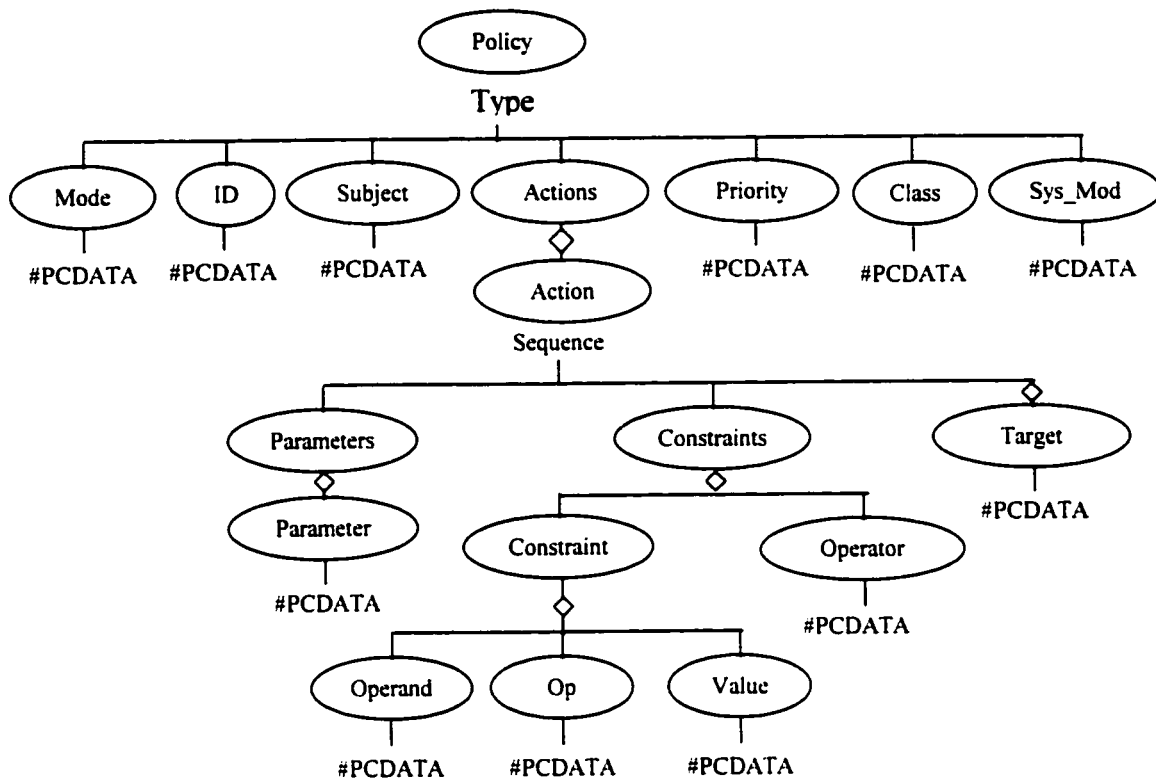 Policy
Type
Mode ID Subject Actions Priority Class Sys_Mod
#PCDATA #PCDATA #PCDATA #PCDATA #PCDATA #PCDATA
Action
Sequence
Parameters Constraints Target
Parameter Constraint Operator #PCDATA
#PCDATA #PCDATA
Operand Op Value
#PCDATA #PCDATA #PCDATA